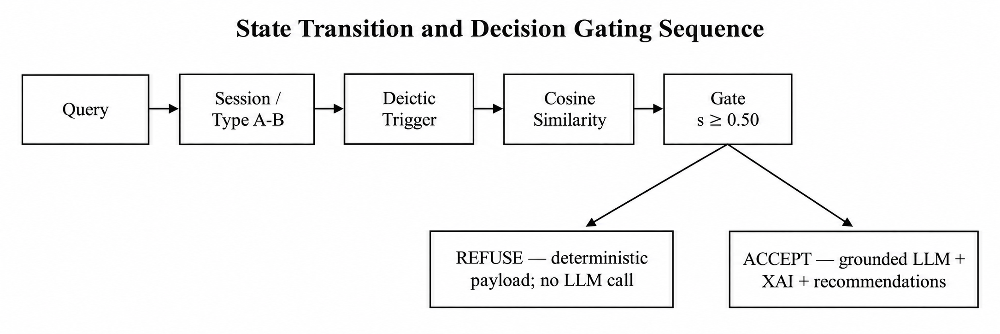 State Transition and Decision Gating Sequence
Query
Session /
Type A-B
Deictic
Trigger
Cosine
Similarity
Gate
s ≥ 0.50
REFUSE — deterministic
payload; no LLM call
ACCEPT — grounded LLM +
XAI + recommendations